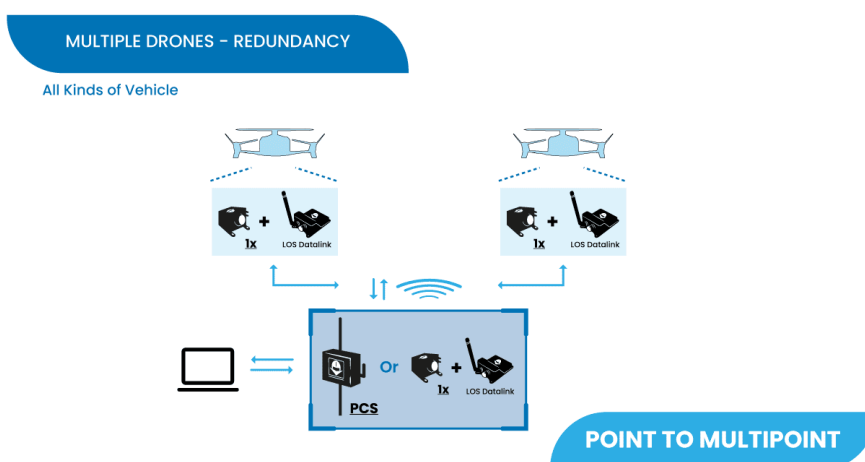 MULTIPLE DRONES - REDUNDANCY
All Kinds of Vehicle
+
1x
LOS Datalink
+
1x
LOS Datalink
Or
+
1x
LOS Datalink
PCS
POINT TO MULTIPOINT